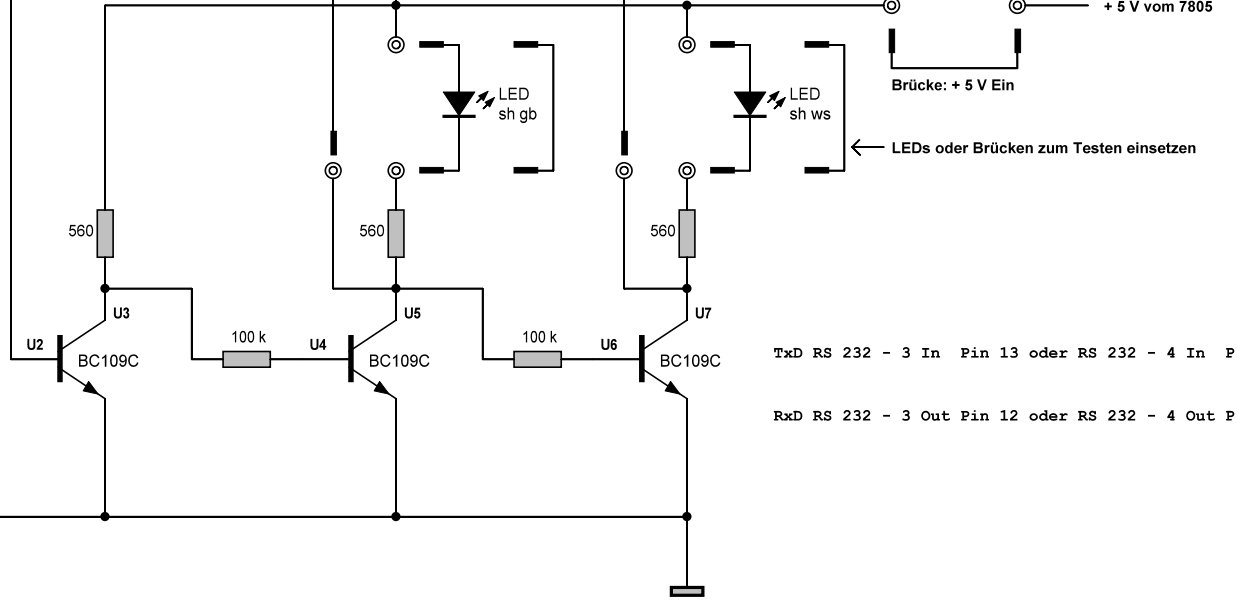 + 5 V vom 7805
Brücke: + 5 V Ein
LED
sh gb
LED
sh ws
LEDs oder Brücken zum Testen einsetzen
560
560
560
U3
U5
U7
U2
100 k
U4
100 k
U6
BC109C
BC109C
BC109C
TxD RS 232 - 3 In Pin 13 oder RS 232 - 4 In P
RxD RS 232 - 3 Out Pin 12 oder RS 232 - 4 Out P